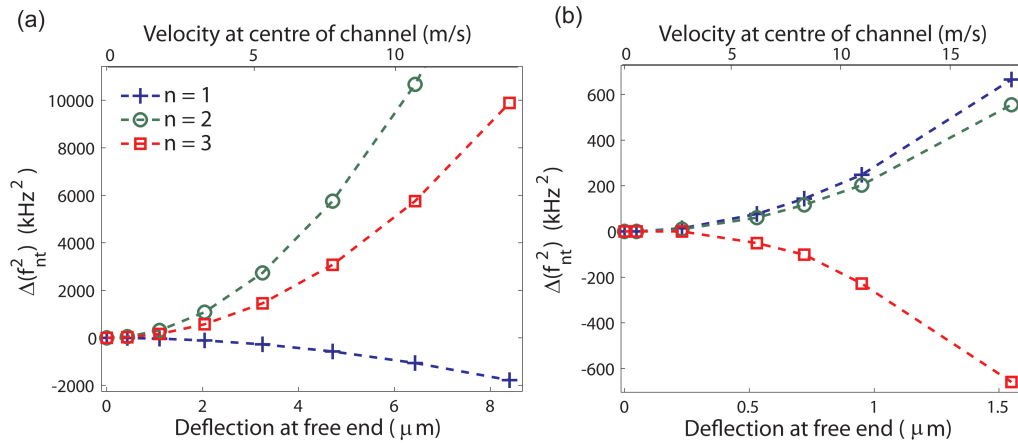 (a)
Velocity at centre of channel (m/s)
0 5 10
10000
8000
6000
4000
2000
0
-2000
Δ(f²ₙₜ) (kHz²)
n = 1
n = 2
n = 3
0 2 4 6 8
Deflection at free end ( μm)
(b)
Velocity at centre of channel (m/s)
0 5 10 15
600
400
200
0
-200
-400
-600
Δ(f²ₙₜ) (kHz²)
0 0.5 1 1.5
Deflection at free end ( μm)